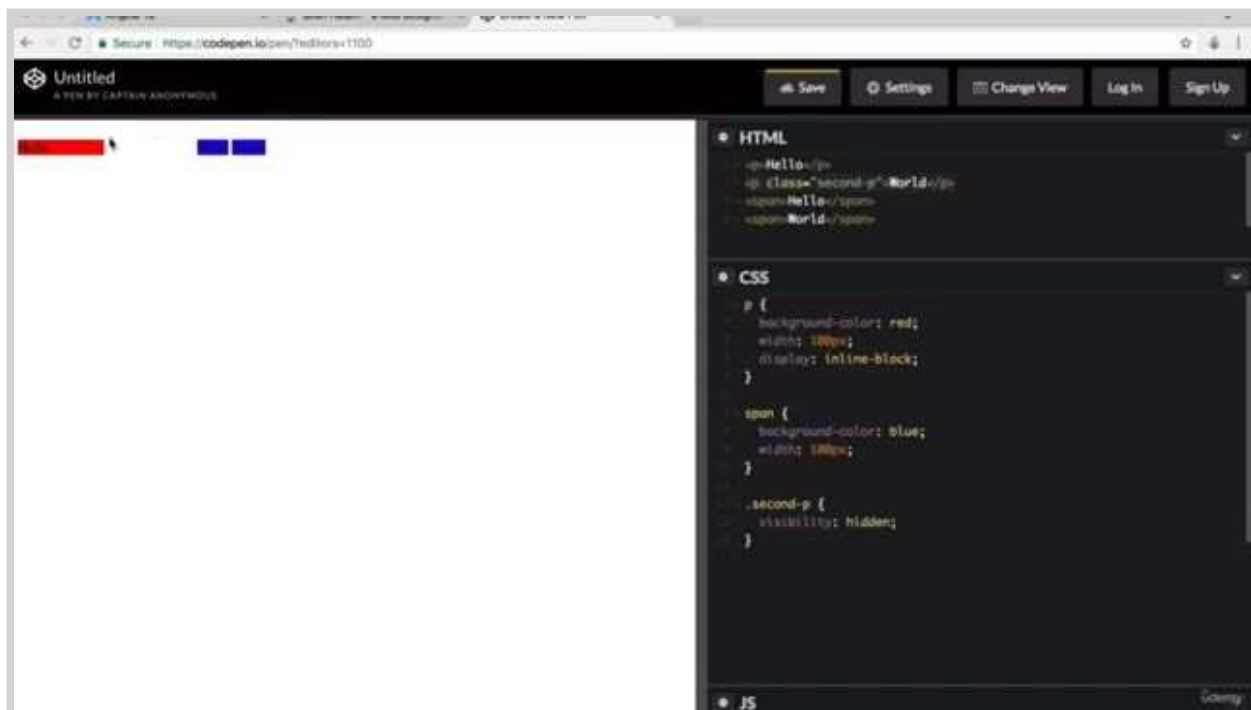 Secure https://codepen.io/pen/?editors=1100
Untitled
A PEN BY CAPTAIN ANONYMOUS
Save Settings Change View Log In Sign Up
Hello
HTML
<p>Hello</p>
<p class="second-p">World</p>
<span>Hello</span>
<span>World</span>
CSS
p {
background-color: red;
width: 100px;
display: inline-block;
}
span {
background-color: blue;
width: 100px;
}
.second-p {
visibility: hidden;
}
JS
Udemy